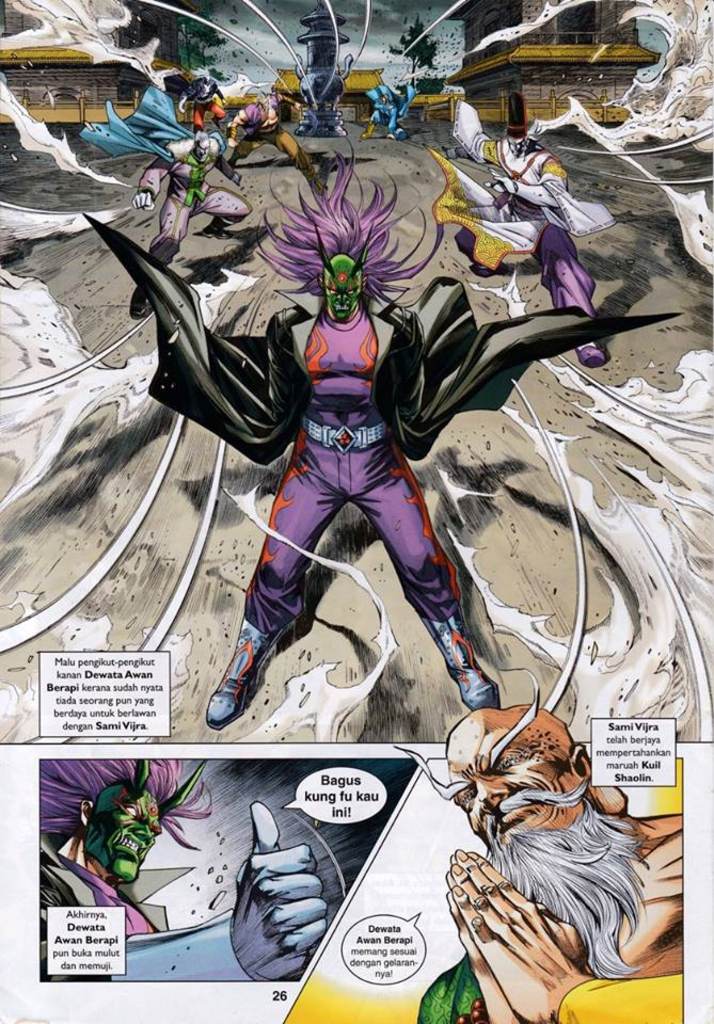 Malu pengikut-pengikut
kanan Dewata Awan
Berapi kerana sudah nyata
tiada seorang pun yang
berdaya untuk berlawan
dengan Sami Vijra.
Sami Vijra
telah berjaya
mempertahankan
maruah Kuil
Shaolin.
Bagus
kung fu kau
ini!
Akhirnya,
Dewata
Awan Berapi
pun buka mulut
dan memuji.
Dewata
Awan Berapi
memang sesuai
dengan gelaran-
nya!
26